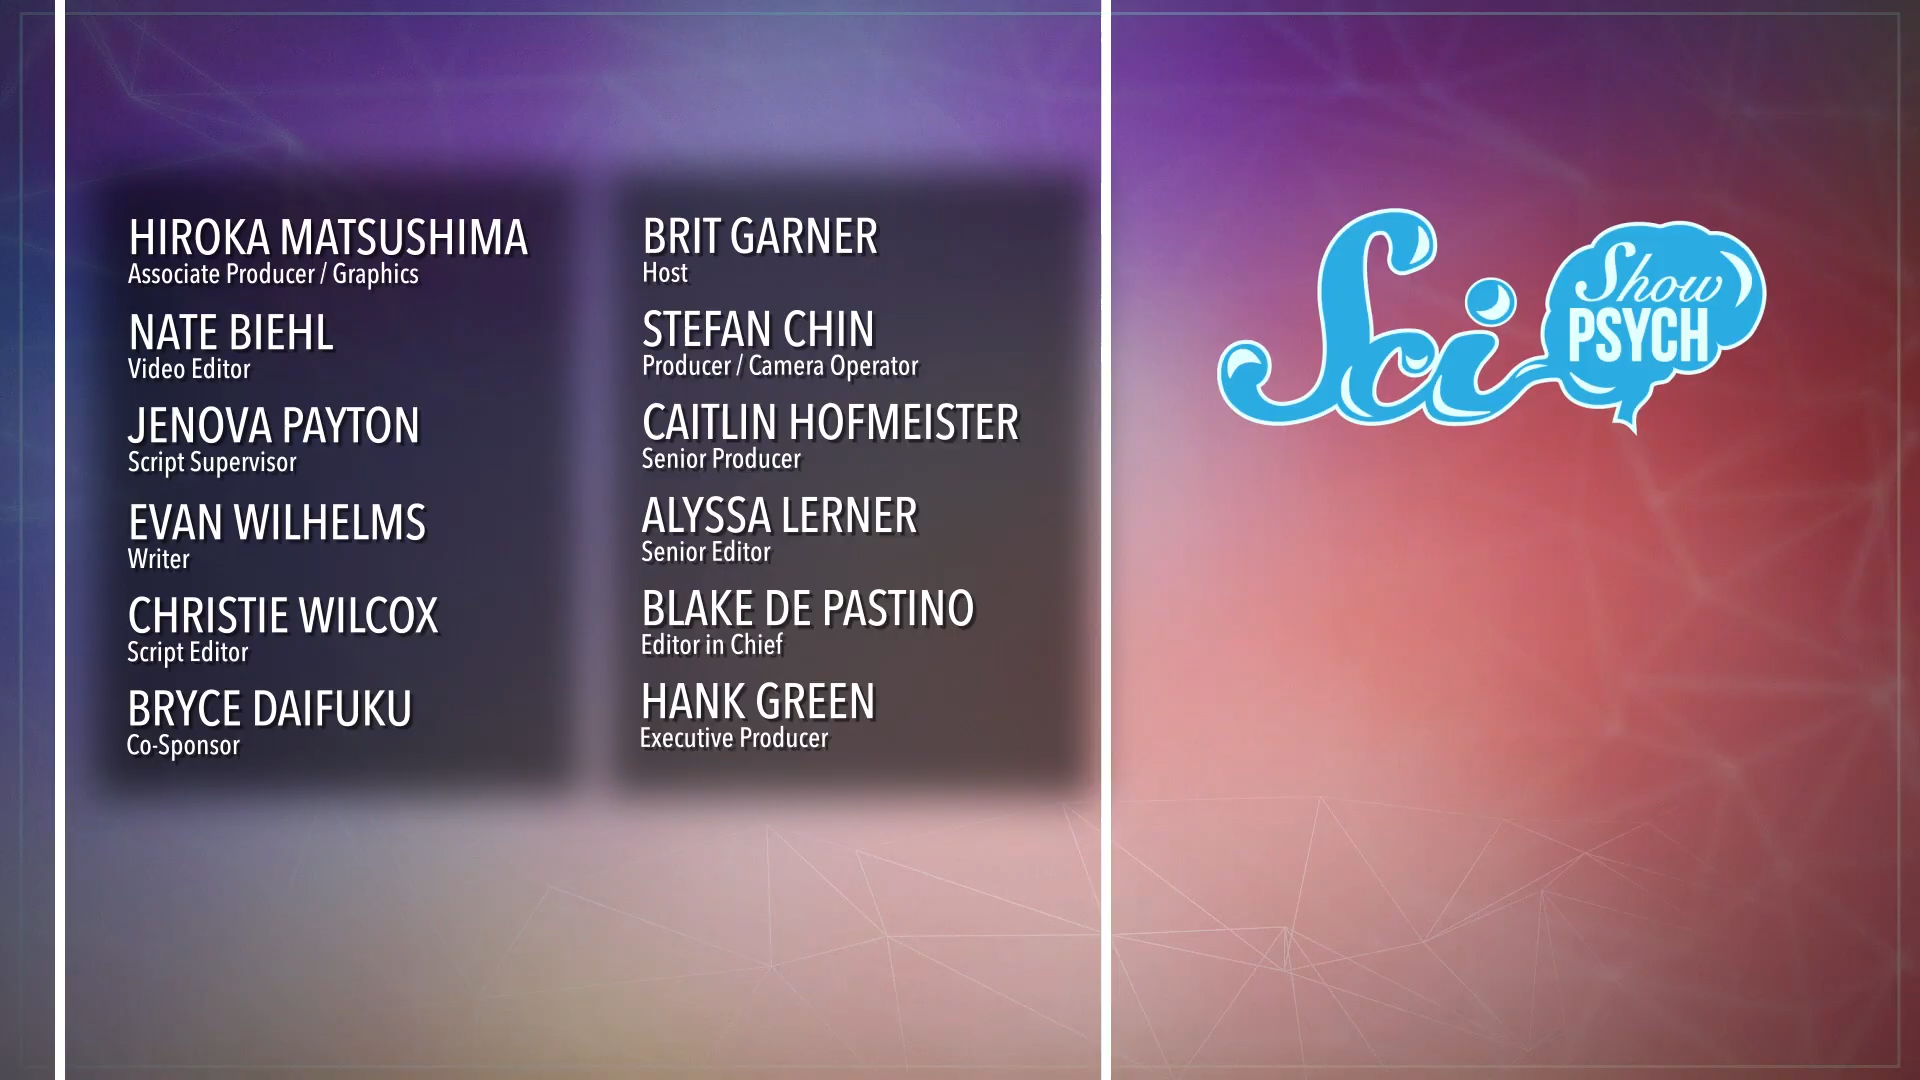 HIROKA MATSUSHIMA
Associate Producer / Graphics
NATE BIEHL
Video Editor
JENOVA PAYTON
Script Supervisor
EVAN WILHELMS
Writer
CHRISTIE WILCOX
Script Editor
BRYCE DAIFUKU
Co-Sponsor
BRIT GARNER
Host
STEFAN CHIN
Producer / Camera Operator
CAITLIN HOFMEISTER
Senior Producer
ALYSSA LERNER
Senior Editor
BLAKE DE PASTINO
Editor in Chief
HANK GREEN
Executive Producer
Sci
Show
PSYCH